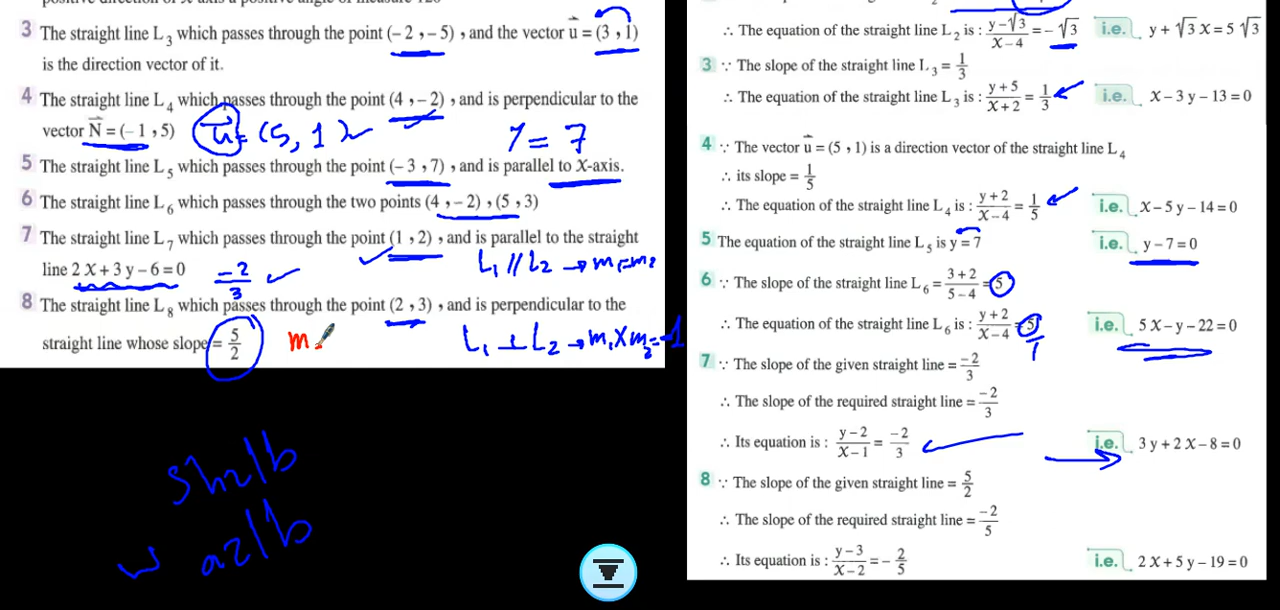 3 The straight line L₃ which passes through the point (– 2 , – 5) , and the vector u⃗ = (3 , 1)
is the direction vector of it.
4 The straight line L₄ which passes through the point (4 , – 2) , and is perpendicular to the
vector N⃗ = (– 1 , 5) u⃗ = (5, 1) y = 7
5 The straight line L₅ which passes through the point (– 3 , 7) , and is parallel to X-axis.
6 The straight line L₆ which passes through the two points (4 , – 2) , (5 , 3)
7 The straight line L₇ which passes through the point (1 , 2) , and is parallel to the straight
line 2 X + 3 y – 6 = 0 -2/3 L₁ // L₂ → m₁ = m₂
8 The straight line L₈ which passes through the point (2 , 3) , and is perpendicular to the
straight line whose slope = 5/2 m L₁ ⊥ L₂ → m₁ x m₂ = -1
∴ The equation of the straight line L₂ is : (y – √3)/(X – 4) = – √3 i.e. y + √3 X = 5 √3
3 ∵ The slope of the straight line L₃ = 1/3
∴ The equation of the straight line L₃ is : (y + 5)/(X + 2) = 1/3 i.e. X – 3 y – 13 = 0
4 ∵ The vector u⃗ = (5 , 1) is a direction vector of the straight line L₄
∴ its slope = 1/5
∴ The equation of the straight line L₄ is : (y + 2)/(X – 4) = 1/5 i.e. X – 5 y – 14 = 0
5 The equation of the straight line L₅ is y = 7 i.e. y – 7 = 0
6 ∵ The slope of the straight line L₆ = (3 + 2)/(5 – 4) = 5
∴ The equation of the straight line L₆ is : (y + 2)/(X – 4) = 5/1 i.e. 5 X – y – 22 = 0
7 ∵ The slope of the given straight line = –2/3
∴ The slope of the required straight line = –2/3
∴ Its equation is : (y – 2)/(X – 1) = –2/3 i.e. 3 y + 2 X – 8 = 0
8 ∵ The slope of the given straight line = 5/2
∴ The slope of the required straight line = –2/5
∴ Its equation is : (y – 3)/(X – 2) = – 2/5 i.e. 2 X + 5 y – 19 = 0